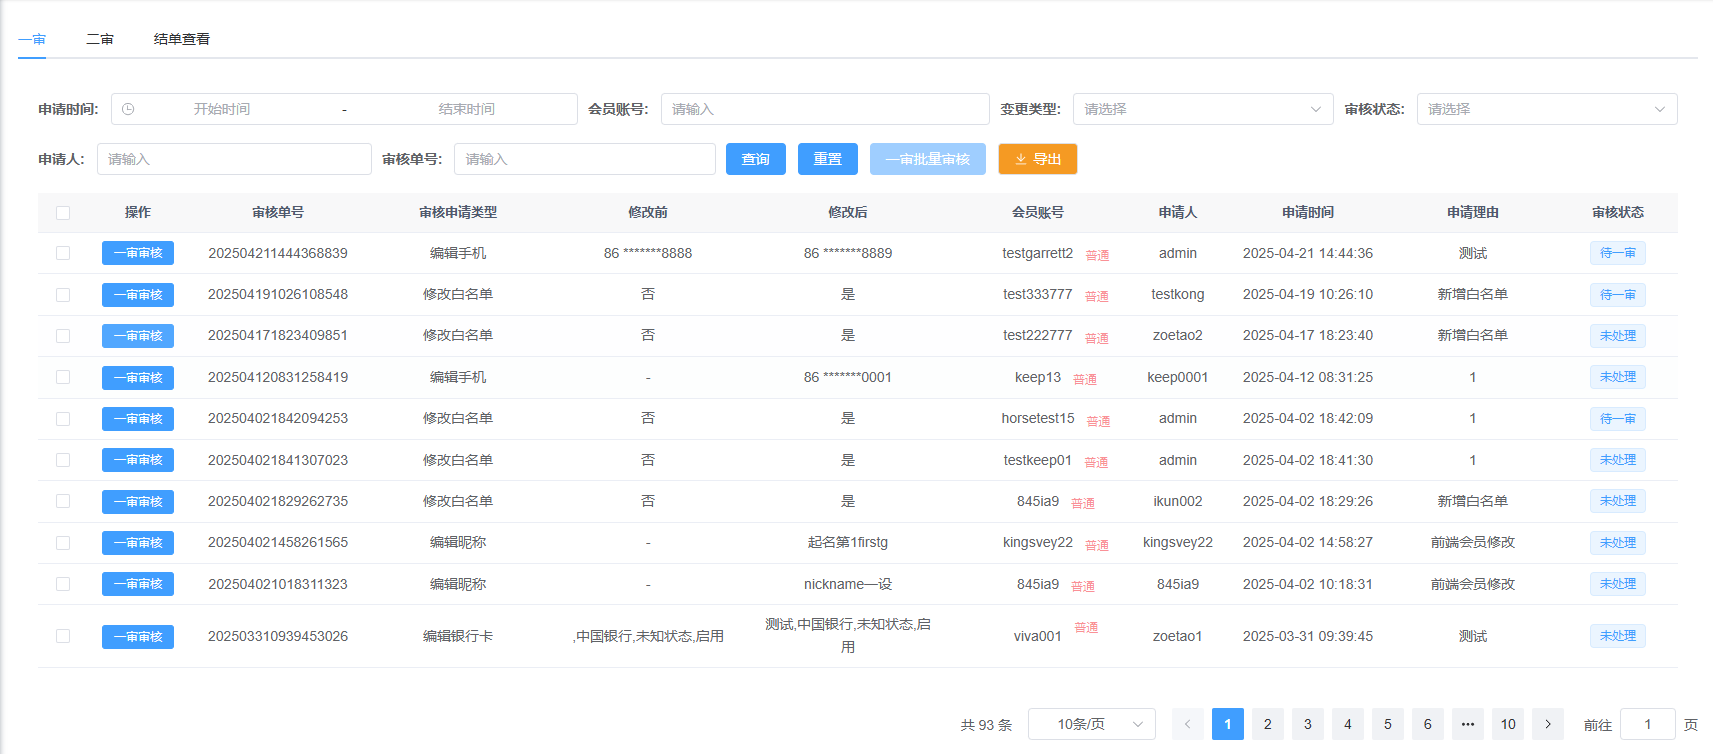 一审 二审 结单查看
申请时间: 开始时间 - 结束时间 会员账号: 请输入 变更类型: 请选择 审核状态: 请选择
申请人: 请输入 审核单号: 请输入 查询 重置 一审批量审核 导出
操作 审核单号 审核申请类型 修改前 修改后 会员账号 申请人 申请时间 申请理由 审核状态
一审审核 202504211444368839 编辑手机 86 *******8888 86 *******8889 testgarrett2 普通 admin 2025-04-21 14:44:36 测试 待一审
一审审核 202504191026108548 修改白名单 否 是 test333777 普通 testkong 2025-04-19 10:26:10 新增白名单 待一审
一审审核 202504171823409851 修改白名单 否 是 test222777 普通 zoetao2 2025-04-17 18:23:40 新增白名单 未处理
一审审核 202504120831258419 编辑手机 - 86 *******0001 keep13 普通 keep0001 2025-04-12 08:31:25 1 未处理
一审审核 202504021842094253 修改白名单 否 是 horsetest15 普通 admin 2025-04-02 18:42:09 1 待一审
一审审核 202504021841307023 修改白名单 否 是 testkeep01 普通 admin 2025-04-02 18:41:30 1 未处理
一审审核 202504021829262735 修改白名单 否 是 845ia9 普通 ikun002 2025-04-02 18:29:26 新增白名单 未处理
一审审核 202504021458261565 编辑昵称 - 起名第1firstg kingsvey22 普通 kingsvey22 2025-04-02 14:58:27 前端会员修改 未处理
一审审核 202504021018311323 编辑昵称 - nickname一设 845ia9 普通 845ia9 2025-04-02 10:18:31 前端会员修改 未处理
一审审核 202503310939453026 编辑银行卡 ,中国银行,未知状态,启用 测试,中国银行,未知状态,启 viva001 普通 zoetao1 2025-03-31 09:39:45 测试 未处理
用
共 93 条 10条/页 1 2 3 4 5 6 ••• 10 前往 1 页